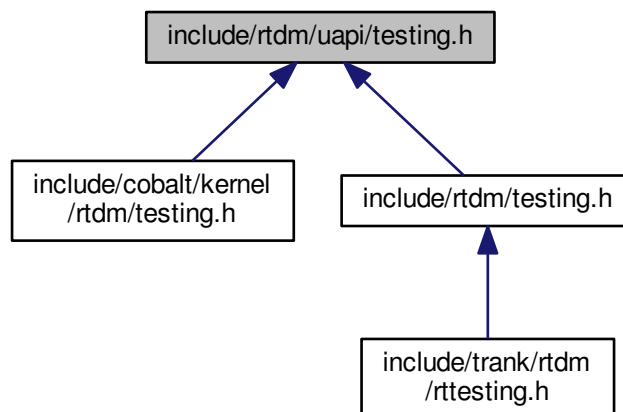 include/rtdm/uapi/testing.h
include/cobalt/kernel
/rtdm/testing.h
include/rtdm/testing.h
include/trank/rtdm
/rttesting.h